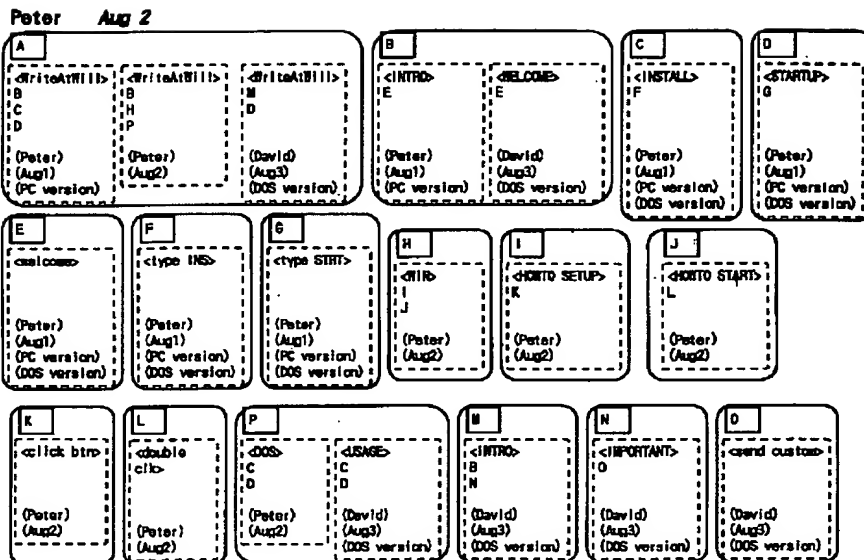 Peter Aug 2
A
<WriteAtWill>
B
C
D
(Peter)
(Aug1)
(PC version)
<WriteAtWill>
B
H
P
(Peter)
(Aug2)
<WriteAtWill>
M
D
(David)
(Aug3)
(DOS version)
B
<INTRO>
E
(Peter)
(Aug1)
(PC version)
<WELCOME>
E
(David)
(Aug3)
(DOS version)
C
<INSTALL>
F
(Peter)
(Aug1)
(PC version)
(DOS version)
D
<STARTUP>
G
(Peter)
(Aug1)
(PC version)
(DOS version)
E
<welcome>
(Peter)
(Aug1)
(PC version)
(DOS version)
F
<type INS>
(Peter)
(Aug1)
(PC version)
(DOS version)
G
<type STRT>
(Peter)
(Aug1)
(PC version)
(DOS version)
H
<WIN>
I
J
(Peter)
(Aug2)
I
<HOWTO SETUP>
K
(Peter)
(Aug2)
J
<HOWTO START>
L
(Peter)
(Aug2)
K
<click btn>
(Peter)
(Aug2)
L
<double
clk>
(Peter)
(Aug2)
P
<DOS>
C
D
(Peter)
(Aug2)
<USAGE>
C
D
(David)
(Aug3)
(DOS version)
M
<INTRO>
B
N
(David)
(Aug3)
(DOS version)
N
<IMPORTANT>
O
(David)
(Aug3)
(DOS version)
O
<send custom>
(David)
(Aug3)
(DOS version)